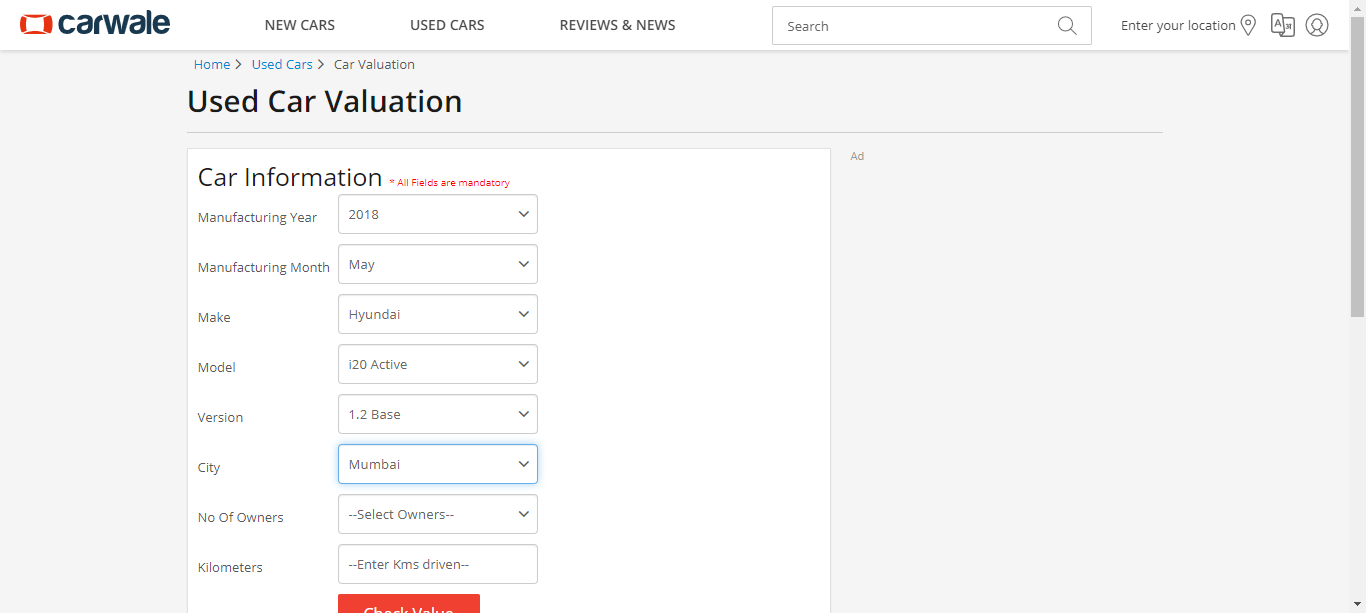 carwale NEW CARS USED CARS REVIEWS & NEWS Search Enter your location
Home Used Cars Car Valuation
Used Car Valuation
Ad
Car Information * All Fields are mandatory
Manufacturing Year 2018
Manufacturing Month May
Make Hyundai
Model i20 Active
Version 1.2 Base
City Mumbai
No Of Owners --Select Owners--
Kilometers --Enter Kms driven--
Check Value